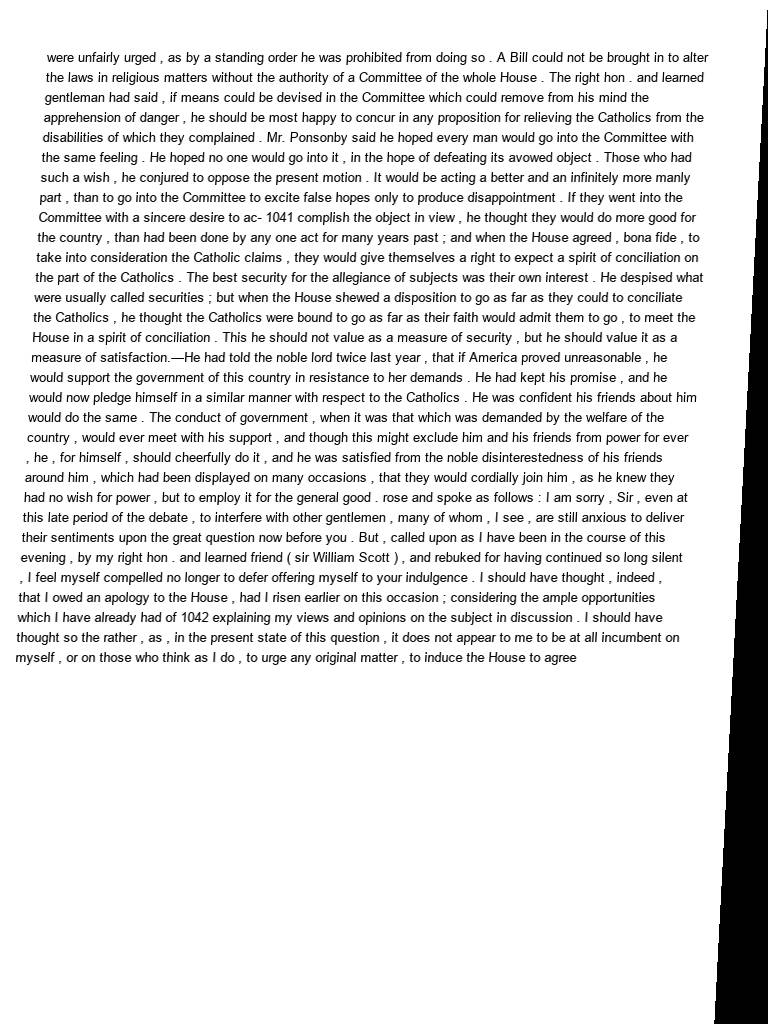 were unfairly urged , as by a standing order he was prohibited from doing so . A Bill could not be brought in to alter
the laws in religious matters without the authority of a Committee of the whole House . The right hon . and learned
gentleman had said , if means could be devised in the Committee which could remove from his mind the
apprehension of danger , he should be most happy to concur in any proposition for relieving the Catholics from the
disabilities of which they complained . Mr. Ponsonby said he hoped every man would go into the Committee with
the same feeling . He hoped no one would go into it , in the hope of defeating its avowed object . Those who had
such a wish , he conjured to oppose the present motion . It would be acting a better and an infinitely more manly
part , than to go into the Committee to excite false hopes only to produce disappointment . If they went into the
Committee with a sincere desire to ac- 1041 complish the object in view , he thought they would do more good for
the country , than had been done by any one act for many years past ; and when the House agreed , bona fide , to
take into consideration the Catholic claims , they would give themselves a right to expect a spirit of conciliation on
the part of the Catholics . The best security for the allegiance of subjects was their own interest . He despised what
were usually called securities ; but when the House shewed a disposition to go as far as they could to conciliate
the Catholics , he thought the Catholics were bound to go as far as their faith would admit them to go , to meet the
House in a spirit of conciliation . This he should not value as a measure of security , but he should value it as a
measure of satisfaction.—He had told the noble lord twice last year , that if America proved unreasonable , he
would support the government of this country in resistance to her demands . He had kept his promise , and he
would now pledge himself in a similar manner with respect to the Catholics . He was confident his friends about him
would do the same . The conduct of government , when it was that which was demanded by the welfare of the
country , would ever meet with his support , and though this might exclude him and his friends from power for ever
, he , for himself , should cheerfully do it , and he was satisfied from the noble disinterestedness of his friends
around him , which had been displayed on many occasions , that they would cordially join him , as he knew they
had no wish for power , but to employ it for the general good . rose and spoke as follows : I am sorry , Sir , even at
this late period of the debate , to interfere with other gentlemen , many of whom , I see , are still anxious to deliver
their sentiments upon the great question now before you . But , called upon as I have been in the course of this
evening , by my right hon . and learned friend ( sir William Scott ) , and rebuked for having continued so long silent
, I feel myself compelled no longer to defer offering myself to your indulgence . I should have thought , indeed ,
that I owed an apology to the House , had I risen earlier on this occasion ; considering the ample opportunities
which I have already had of 1042 explaining my views and opinions on the subject in discussion . I should have
thought so the rather , as , in the present state of this question , it does not appear to me to be at all incumbent on
myself , or on those who think as I do , to urge any original matter , to induce the House to agree